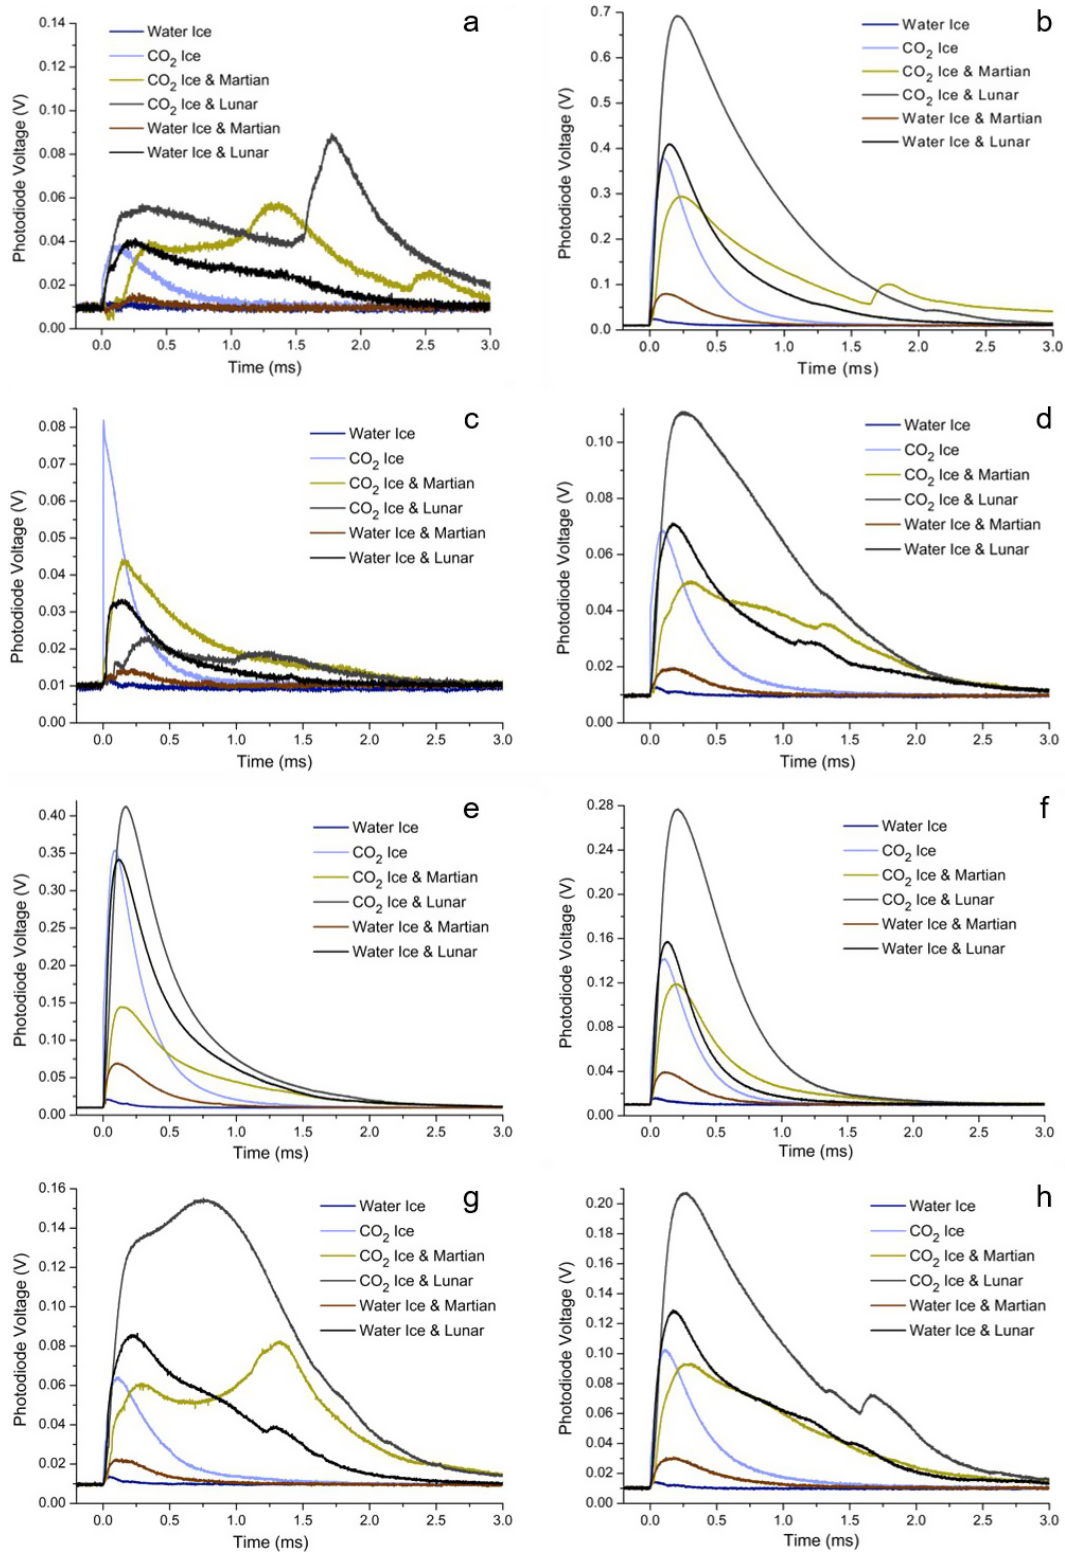 a
0.14
0.12
0.10
0.08
0.06
0.04
0.02
0.00
Photodiode Voltage (V)
Water Ice
CO2 Ice
CO2 Ice & Martian
CO2 Ice & Lunar
Water Ice & Martian
Water Ice & Lunar
0.0 0.5 1.0 1.5 2.0 2.5 3.0
Time (ms)
b
0.7
0.6
0.5
0.4
0.3
0.2
0.1
0.0
Photodiode Voltage (V)
Water Ice
CO2 Ice
CO2 Ice & Martian
CO2 Ice & Lunar
Water Ice & Martian
Water Ice & Lunar
0.0 0.5 1.0 1.5 2.0 2.5 3.0
Time (ms)
c
0.08
0.07
0.06
0.05
0.04
0.03
0.02
0.01
0.00
Photodiode Voltage (V)
Water Ice
CO2 Ice
CO2 Ice & Martian
CO2 Ice & Lunar
Water Ice & Martian
Water Ice & Lunar
0.0 0.5 1.0 1.5 2.0 2.5 3.0
Time (ms)
d
0.10
0.08
0.06
0.04
0.02
0.00
Photodiode Voltage (V)
Water Ice
CO2 Ice
CO2 Ice & Martian
CO2 Ice & Lunar
Water Ice & Martian
Water Ice & Lunar
0.0 0.5 1.0 1.5 2.0 2.5 3.0
Time (ms)
e
0.40
0.35
0.30
0.25
0.20
0.15
0.10
0.05
0.00
Photodiode Voltage (V)
Water Ice
CO2 Ice
CO2 Ice & Martian
CO2 Ice & Lunar
Water Ice & Martian
Water Ice & Lunar
0.0 0.5 1.0 1.5 2.0 2.5 3.0
Time (ms)
f
0.28
0.24
0.20
0.16
0.12
0.08
0.04
0.00
Photodiode Voltage (V)
Water Ice
CO2 Ice
CO2 Ice & Martian
CO2 Ice & Lunar
Water Ice & Martian
Water Ice & Lunar
0.0 0.5 1.0 1.5 2.0 2.5 3.0
Time (ms)
g
0.16
0.14
0.12
0.10
0.08
0.06
0.04
0.02
0.00
Photodiode Voltage (V)
Water Ice
CO2 Ice
CO2 Ice & Martian
CO2 Ice & Lunar
Water Ice & Martian
Water Ice & Lunar
0.0 0.5 1.0 1.5 2.0 2.5 3.0
Time (ms)
h
0.20
0.18
0.16
0.14
0.12
0.10
0.08
0.06
0.04
0.02
0.00
Photodiode Voltage (V)
Water Ice
CO2 Ice
CO2 Ice & Martian
CO2 Ice & Lunar
Water Ice & Martian
Water Ice & Lunar
0.0 0.5 1.0 1.5 2.0 2.5 3.0
Time (ms)